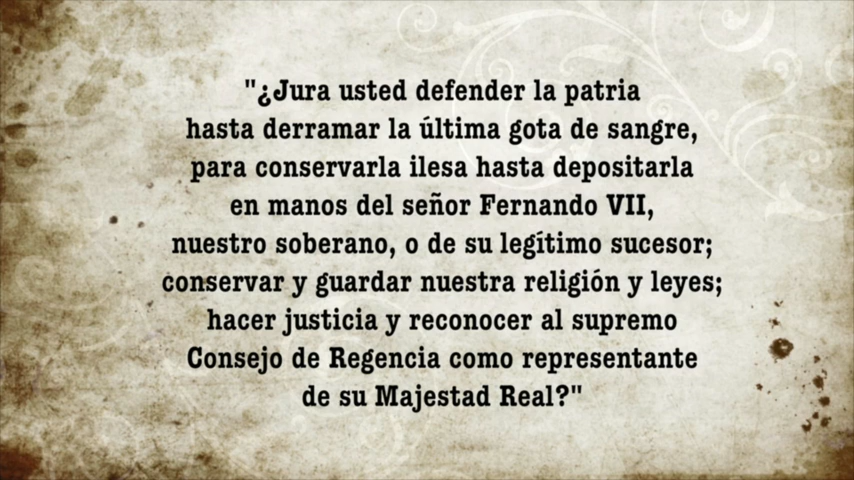 "¿Jura usted defender la patria
hasta derramar la última gota de sangre,
para conservarla ilesa hasta depositarla
en manos del señor Fernando VII,
nuestro soberano, o de su legítimo sucesor;
conservar y guardar nuestra religión y leyes;
hacer justicia y reconocer al supremo
Consejo de Regencia como representante
de su Majestad Real?"